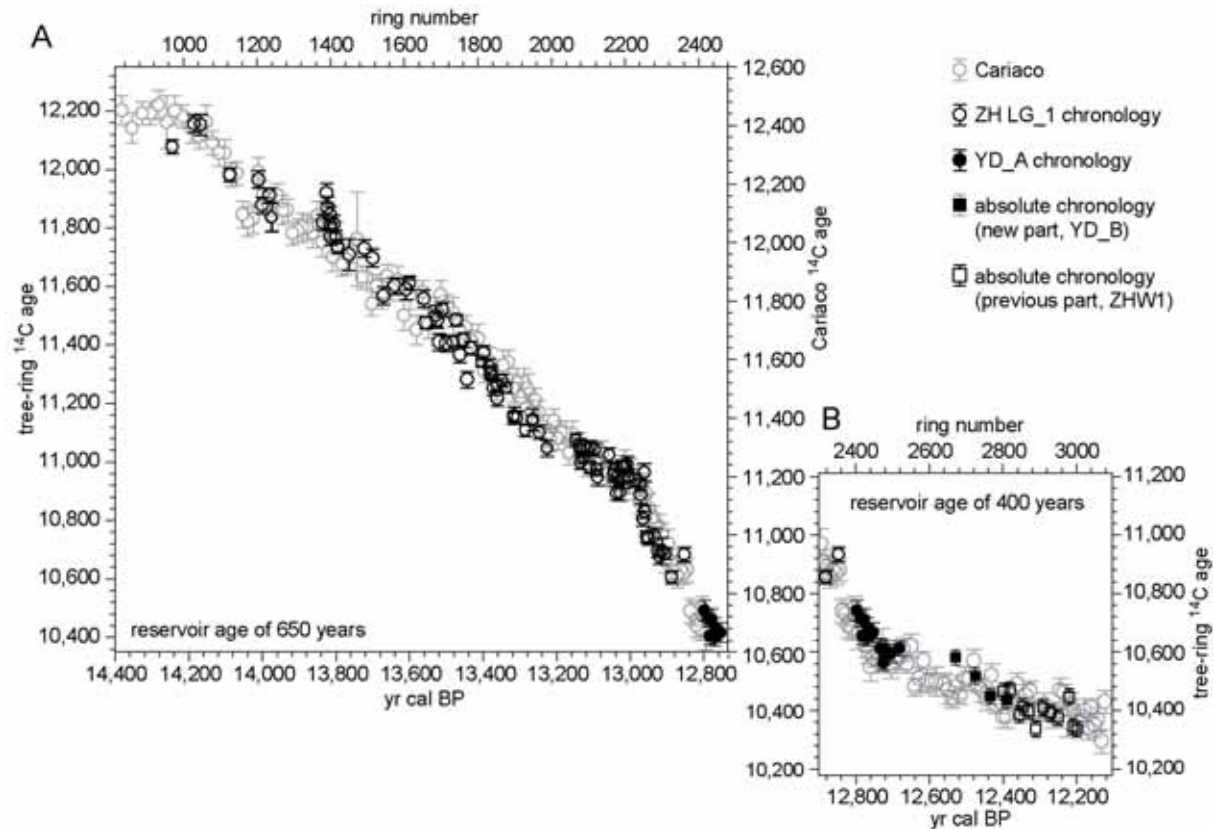 A
ring number
1000 1200 1400 1600 1800 2000 2200 2400
12,600
12,400
12,200
12,000
11,800
11,600
11,400
11,200
11,000
Cariaco 14C age
12,200
12,000
11,800
11,600
11,400
11,200
11,000
10,800
10,600
10,400
tree-ring 14C age
reservoir age of 650 years
14,400 14,200 14,000 13,800 13,600 13,400 13,200 13,000 12,800
yr cal BP
Cariaco
ZH LG_1 chronology
YD_A chronology
absolute chronology
(new part, YD_B)
absolute chronology
(previous part, ZHW1)
B
ring number
2400 2600 2800 3000
reservoir age of 400 years
11,200
11,000
10,800
10,600
10,400
10,200
11,200
11,000
10,800
10,600
10,400
10,200
tree-ring 14C age
12,800 12,600 12,400 12,200
yr cal BP